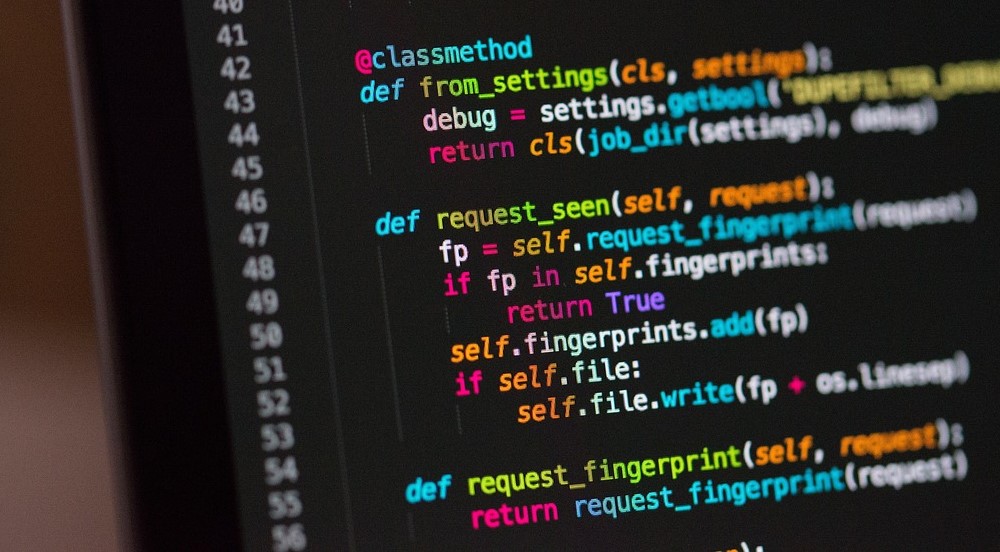 40
41
42 @classmethod
43 def from_settings(cls, settings):
44 debug = settings.getbool("DUPEFILTER_DEBUG
45 return cls(job_dir(settings), debug)
46
47 def request_seen(self, request):
48 fp = self.request_fingerprint(request)
49 if fp in self.fingerprints:
50 return True
51 self.fingerprints.add(fp)
52 if self.file:
53 self.file.write(fp + os.linesep)
54
55 def request_fingerprint(self, request):
56 return request_fingerprint(request)